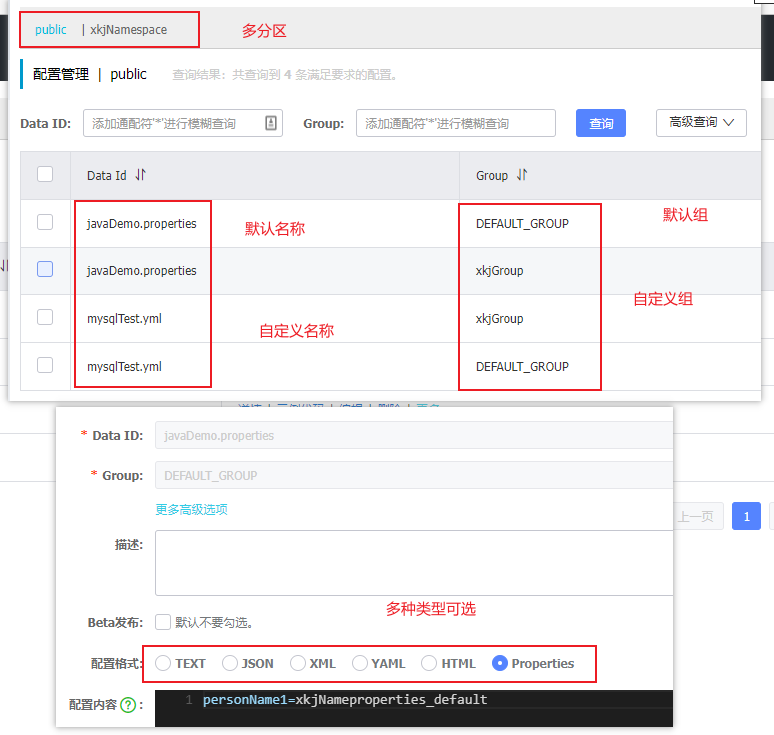 public | xkjNamespace 多分区
配置管理 | public 查询结果：共查询到 4 条满足要求的配置。
Data ID: 添加通配符'*'进行模糊查询 Group: 添加通配符'*'进行模糊查询 查询 高级查询
Data Id Group
javaDemo.properties 默认名称 DEFAULT_GROUP 默认组
javaDemo.properties xkjGroup
自定义组
mysqlTest.yml 自定义名称 xkjGroup
mysqlTest.yml DEFAULT_GROUP
* Data ID: javaDemo.properties
* Group: DEFAULT_GROUP
更多高级选项
上一页 1
描述:
多种类型可选
Beta发布: 默认不要勾选。
配置格式: TEXT JSON XML YAML HTML Properties
配置内容 ? : 1 personName1=xkjNameproperties_default